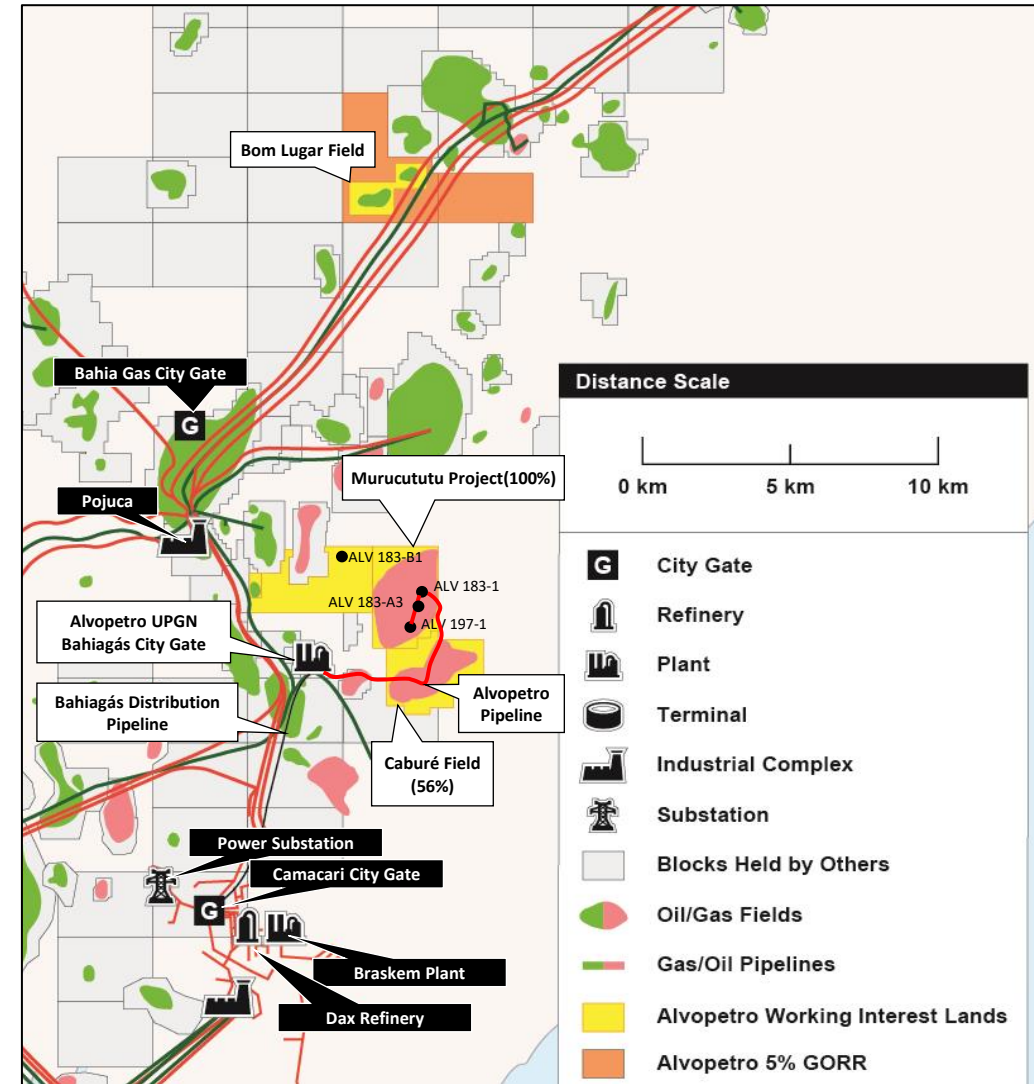 Bom Lugar Field
Bahia Gas City Gate
G
Pojuca
Murucututu Project(100%)
ALV 183-B1
ALV 183-1
ALV 183-A3
ALV 197-1
Alvopetro UPGN
Bahiagás City Gate
Bahiagás Distribution
Pipeline
Alvopetro
Pipeline
Caburé Field
(56%)
Power Substation
Camacari City Gate
G
Braskem Plant
Dax Refinery
Distance Scale
0 km
5 km
10 km
G
City Gate
Refinery
Plant
Terminal
Industrial Complex
Substation
Blocks Held by Others
Oil/Gas Fields
Gas/Oil Pipelines
Alvopetro Working Interest Lands
Alvopetro 5% GORR